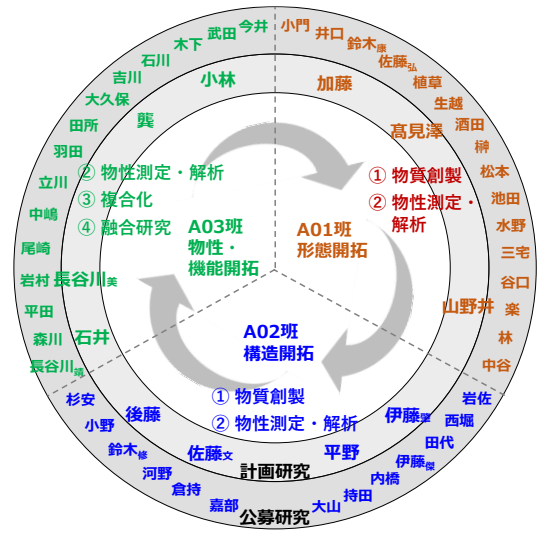 今井
武田
木下
石川
吉川
大久保
田所
羽田
立川
中嶋
尾崎
岩村
平田
森川
長谷川靖
小林
龔
長谷川美
石井
② 物性測定・解析
③ 複合化
④ 融合研究
A03班
物性・
機能開拓
小門
井口
鈴木康
佐藤弘
植草
生越
酒田
榊
松本
池田
水野
三宅
谷口
楽
林
中谷
加藤
髙見澤
山野井
① 物質創製
② 物性測定・
解析
A01班
形態開拓
A02班
構造開拓
① 物質創製
② 物性測定・解析
後藤
佐藤文
平野
伊藤肇
計画研究
杉安
小野
鈴木修
河野
倉持
嘉部
大山
持田
内橋
伊藤傑
田代
西堀
岩佐
公募研究